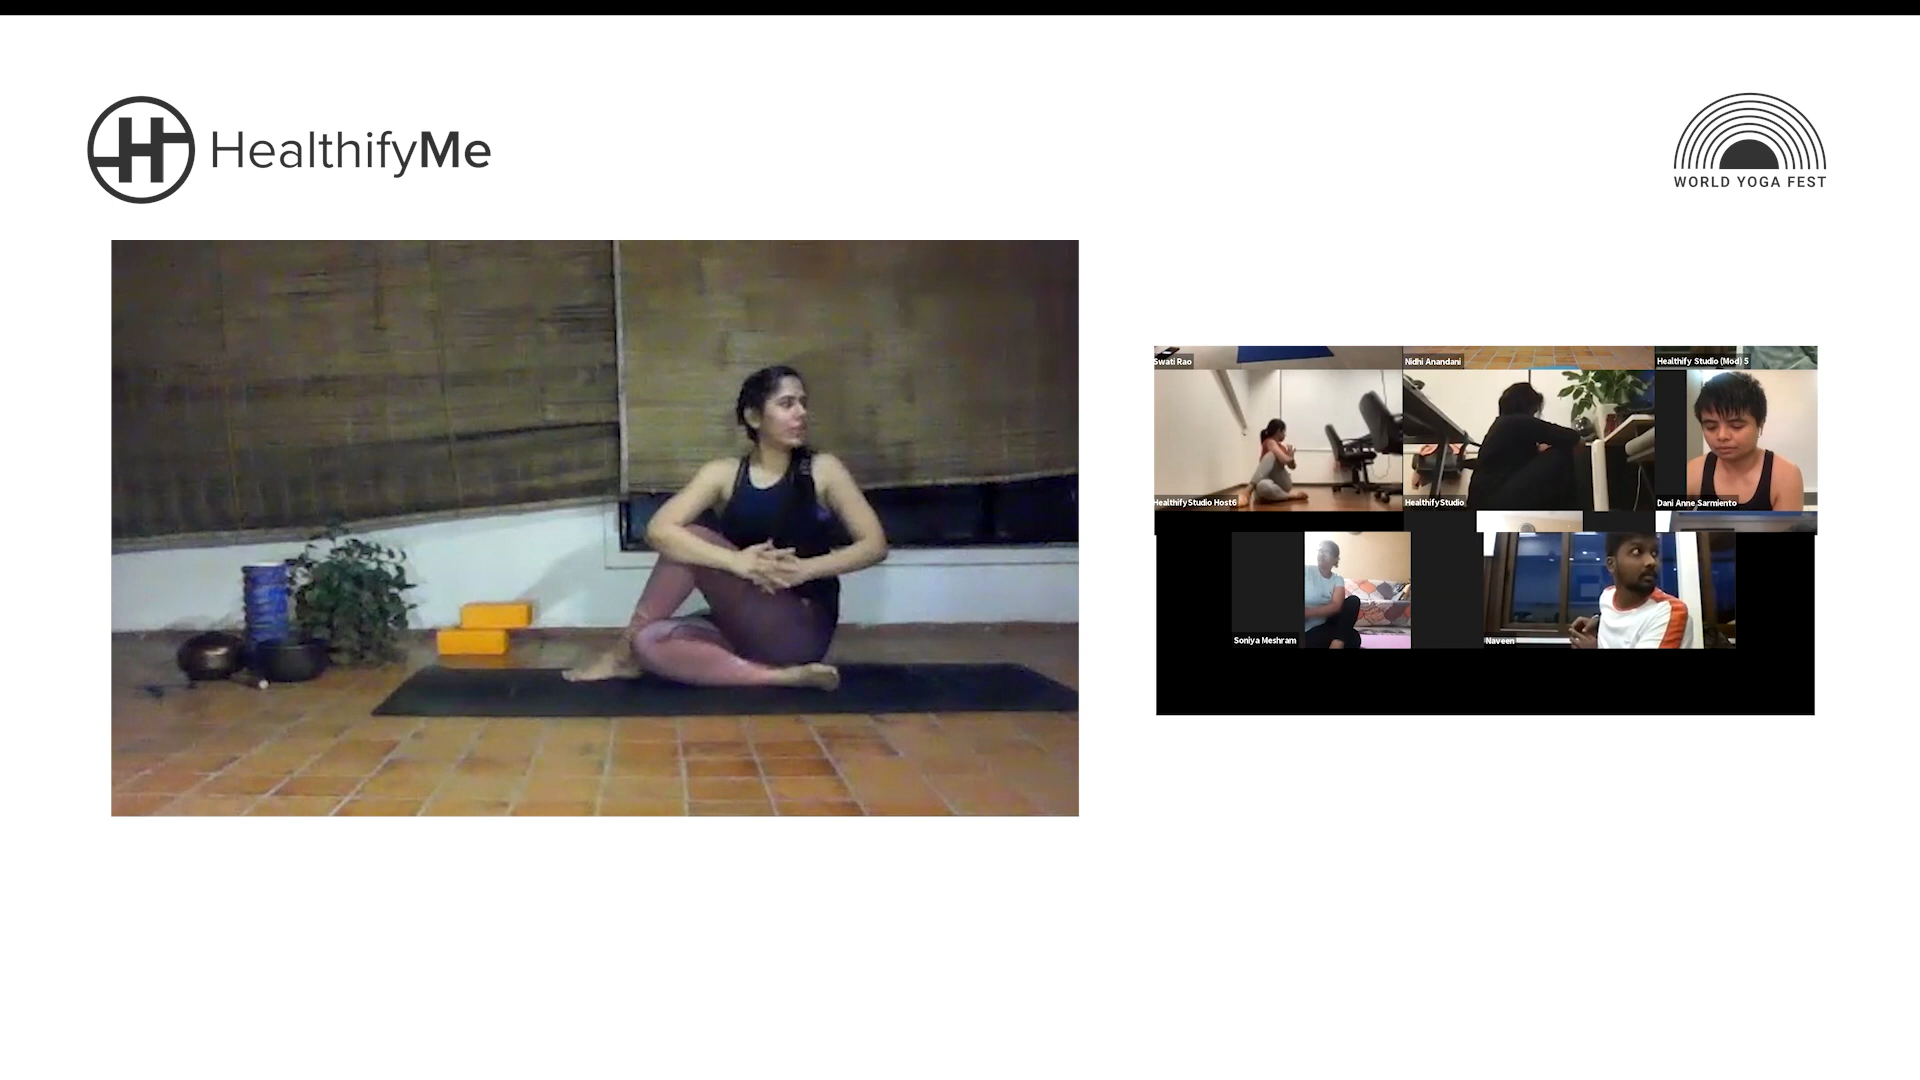 HealthifyMe
WORLD YOGA FEST
Swati Rao
Nidhi Anandani
Healthify Studio (Mod) 5
Healthify Studio Host6
Healthify Studio
Dani Anne Sarmiento
Soniya Meshram
Naveen